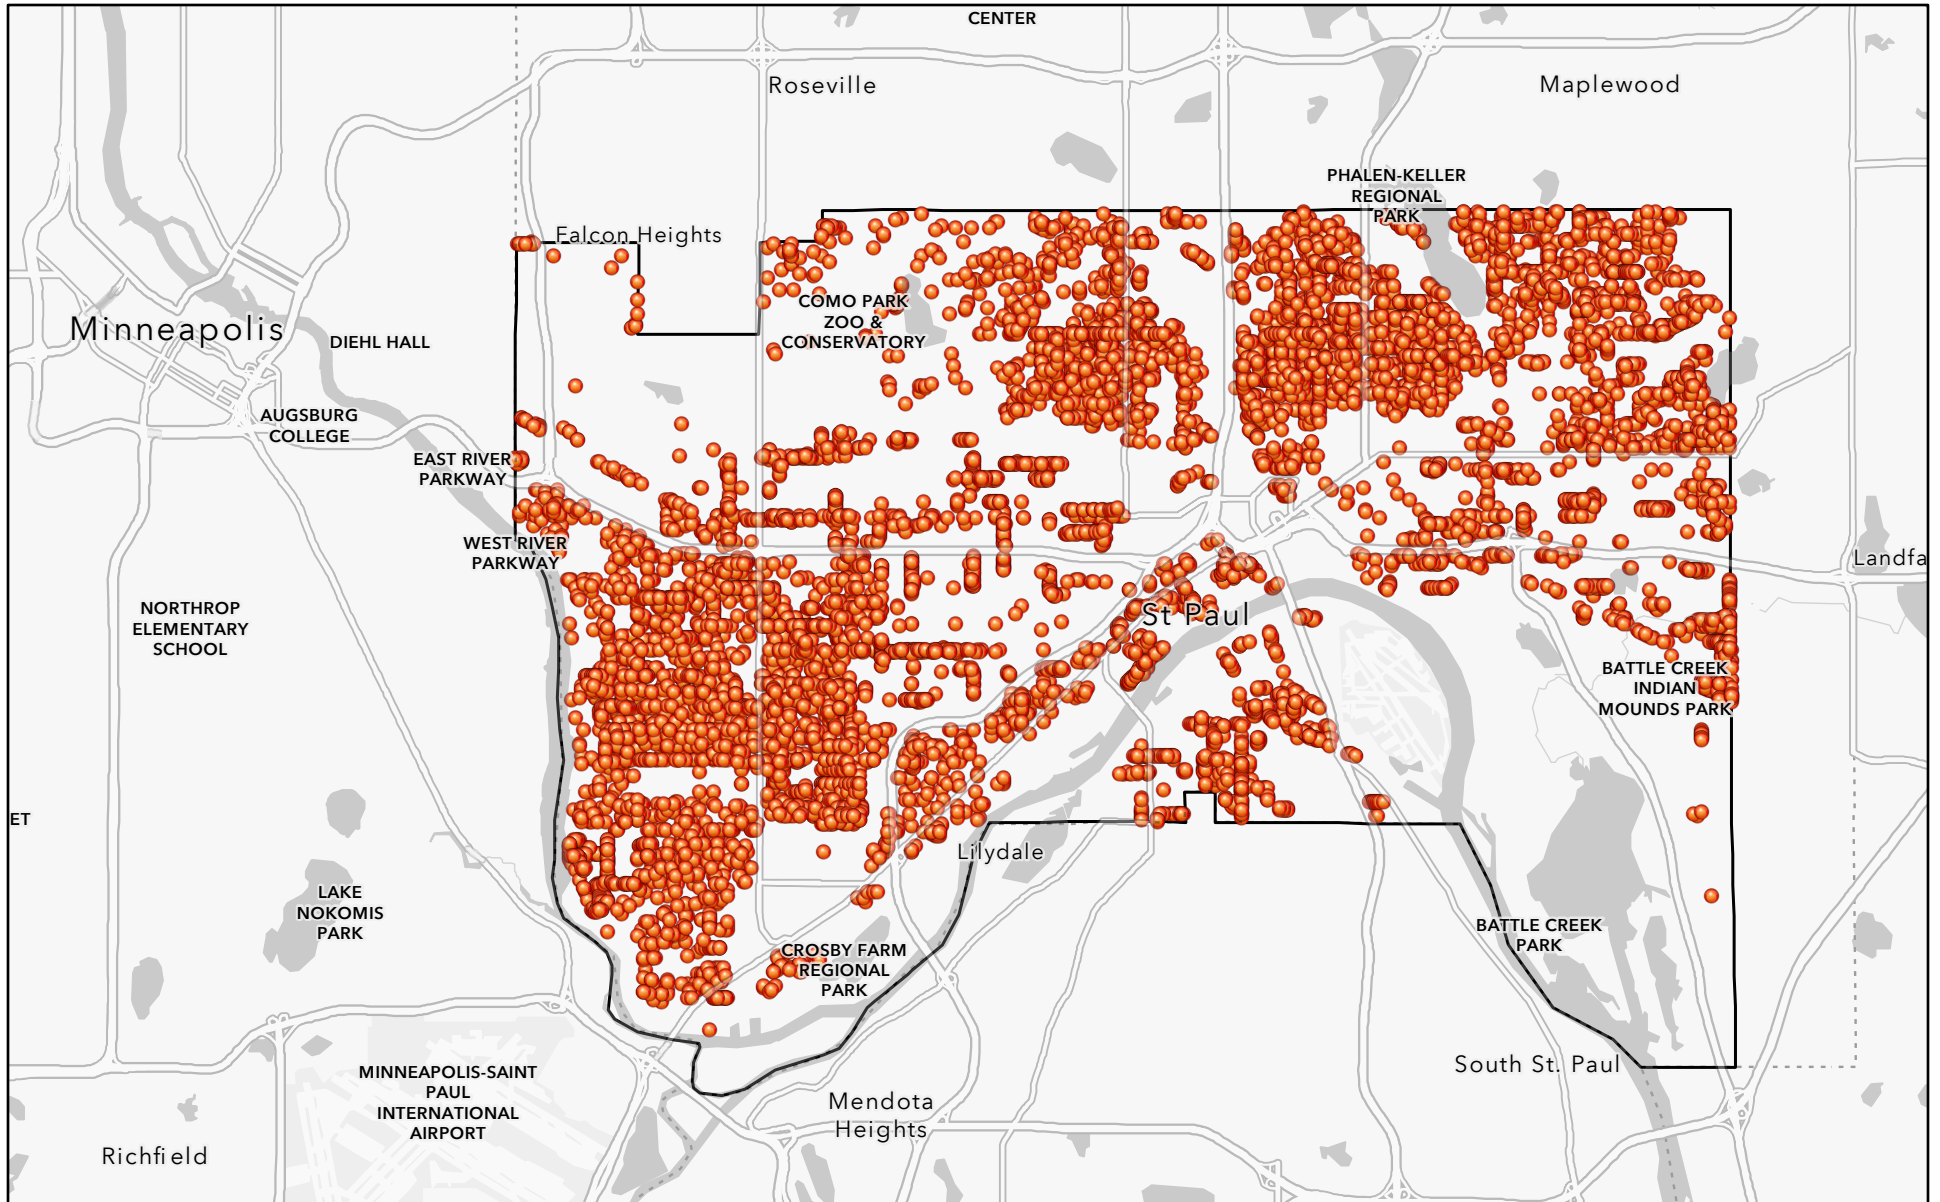 CENTER
Roseville
Maplewood
PHALEN-KELLER
REGIONAL
PARK
Falcon Heights
COMO PARK
ZOO &
CONSERVATORY
Minneapolis
DIEHL HALL
AUGSBURG
COLLEGE
EAST RIVER
PARKWAY
WEST RIVER
PARKWAY
Landfa
NORTHROP
ELEMENTARY
SCHOOL
St Paul
BATTLE CREEK
INDIAN
MOUNDS PARK
ET
Lilydale
LAKE
NOKOMIS
PARK
BATTLE CREEK
PARK
CROSBY FARM
REGIONAL
PARK
South St. Paul
MINNEAPOLIS-SAINT
PAUL
INTERNATIONAL
AIRPORT
Mendota
Heights
Richfield